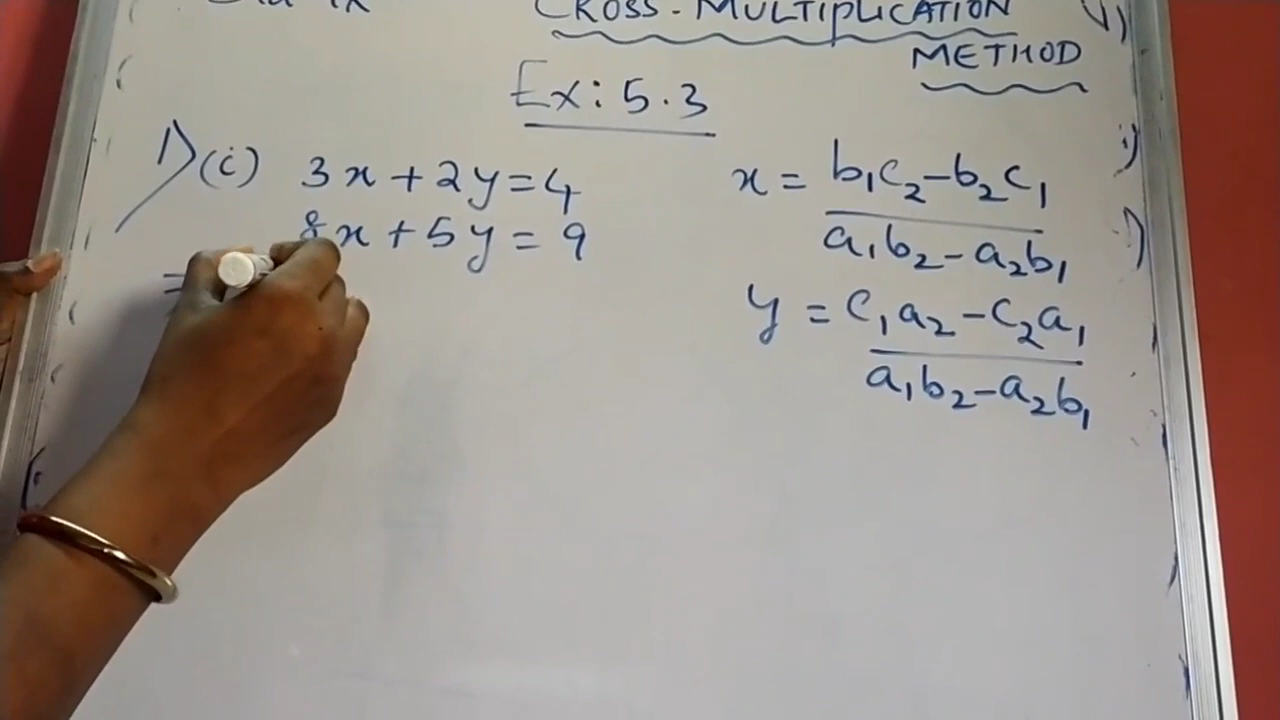 CROSS-MULTIPLICATION
METHOD
Ex: 5.3
1) (i) 3x + 2y = 4
8x + 5y = 9
=
x = b₁c₂ - b₂c₁
a₁b₂ - a₂b₁
y = c₁a₂ - c₂a₁
a₁b₂ - a₂b₁